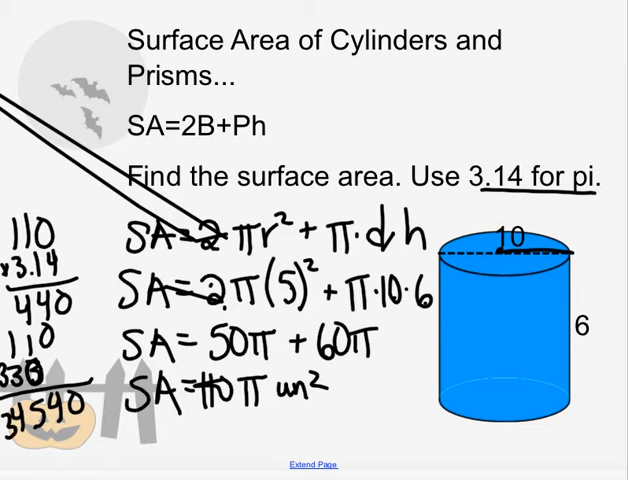 Surface Area of Cylinders and
Prisms...
SA=2B+Ph
Find the surface area. Use 3.14 for pi.
SA=2πr²+π·dh
SA=2π(5)²+π·10·6
SA=50π+60π
SA=110π un²
110
x3.14
440
110
330
34540
10
6
Extend Page